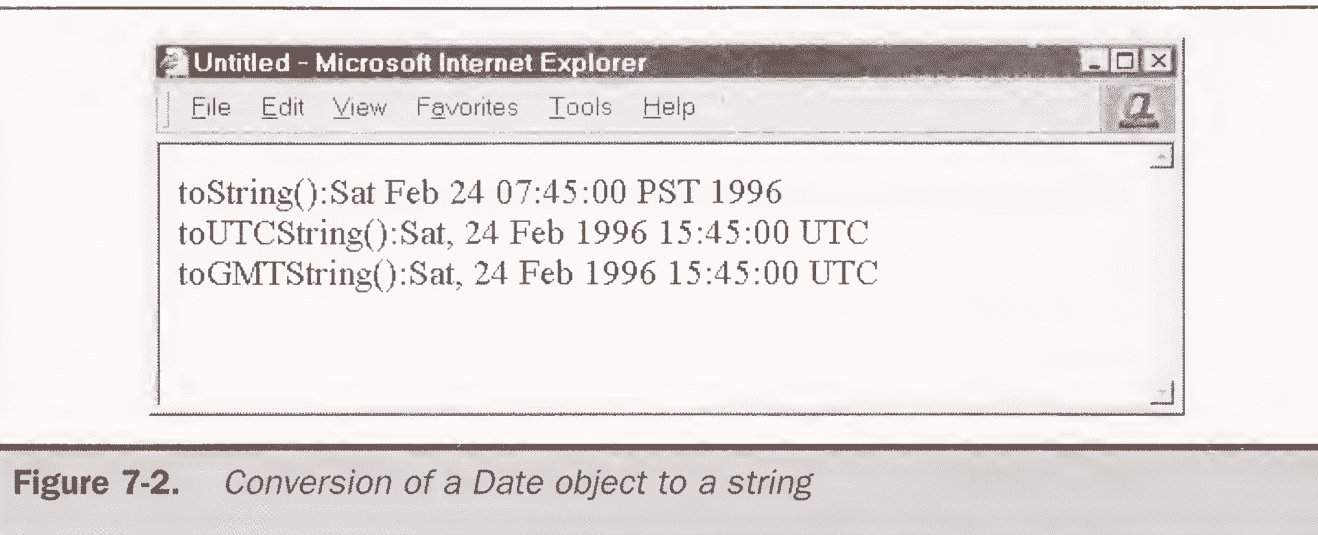 Untitled - Microsoft Internet Explorer
File Edit View Favorites Tools Help
toString():Sat Feb 24 07:45:00 PST 1996
toUTCString():Sat, 24 Feb 1996 15:45:00 UTC
toGMTString():Sat, 24 Feb 1996 15:45:00 UTC
Figure 7-2. Conversion of a Date object to a string